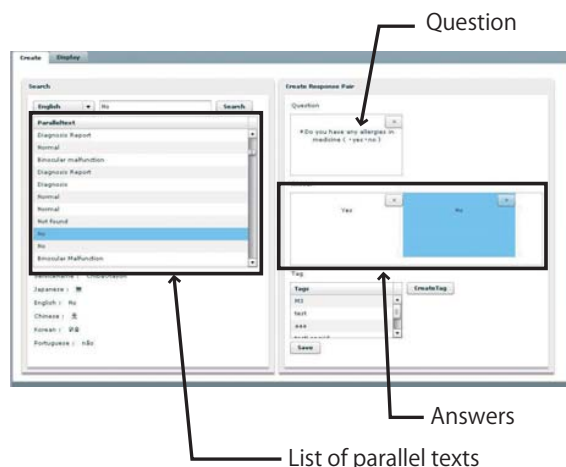 Question
Create Display
Search
Create Response Pair
English No Search
Question
Paralleltext
Diagnosis Report
Normal
Binocular malfunction
Diagnosis Report
Diagnosis
Normal
Normal
Not found
No
No
Binocular Malfunction
*Do you have any allergies in
medicine ( ・yes・no )
Yes
No
Japanese : 無
English : No
Chinese : 无
Korean :
Portuguese : não
Tag
Tags
CreateTag
M3
test
aaa
Save
Answers
List of parallel texts